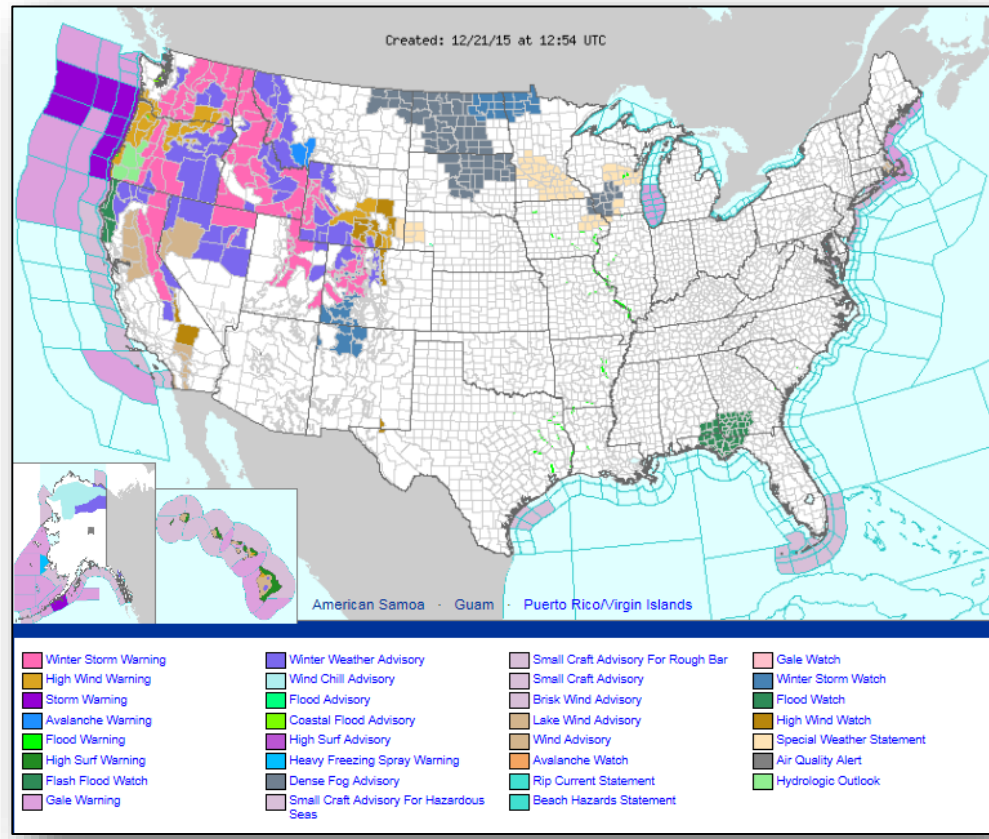 Created: 12/21/15 at 12:54 UTC
American Samoa · Guam · Puerto Rico/Virgin Islands
Winter Storm Warning
High Wind Warning
Storm Warning
Avalanche Warning
Flood Warning
High Surf Warning
Flash Flood Watch
Gale Warning
Winter Weather Advisory
Wind Chill Advisory
Flood Advisory
Coastal Flood Advisory
High Surf Advisory
Heavy Freezing Spray Warning
Dense Fog Advisory
Small Craft Advisory For Hazardous
Seas
Small Craft Advisory For Rough Bar
Small Craft Advisory
Brisk Wind Advisory
Lake Wind Advisory
Wind Advisory
Avalanche Watch
Rip Current Statement
Beach Hazards Statement
Gale Watch
Winter Storm Watch
Flood Watch
High Wind Watch
Special Weather Statement
Air Quality Alert
Hydrologic Outlook